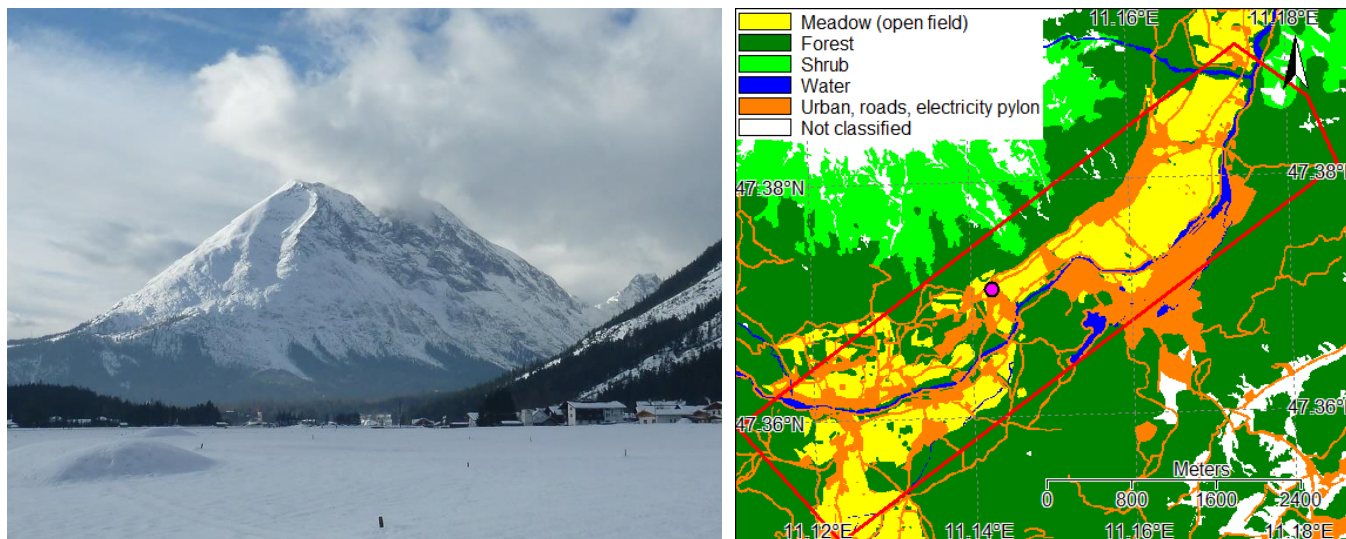 Meadow (open field)
Forest
Shrub
Water
Urban, roads, electricity pylon
Not classified
11.16°E
11.18°E
47.38°N
47.38°N
47.36°N
47.36°N
Meters
0 800 1600 2400
11.12°E
11.14°E
11.16°E
11.18°E